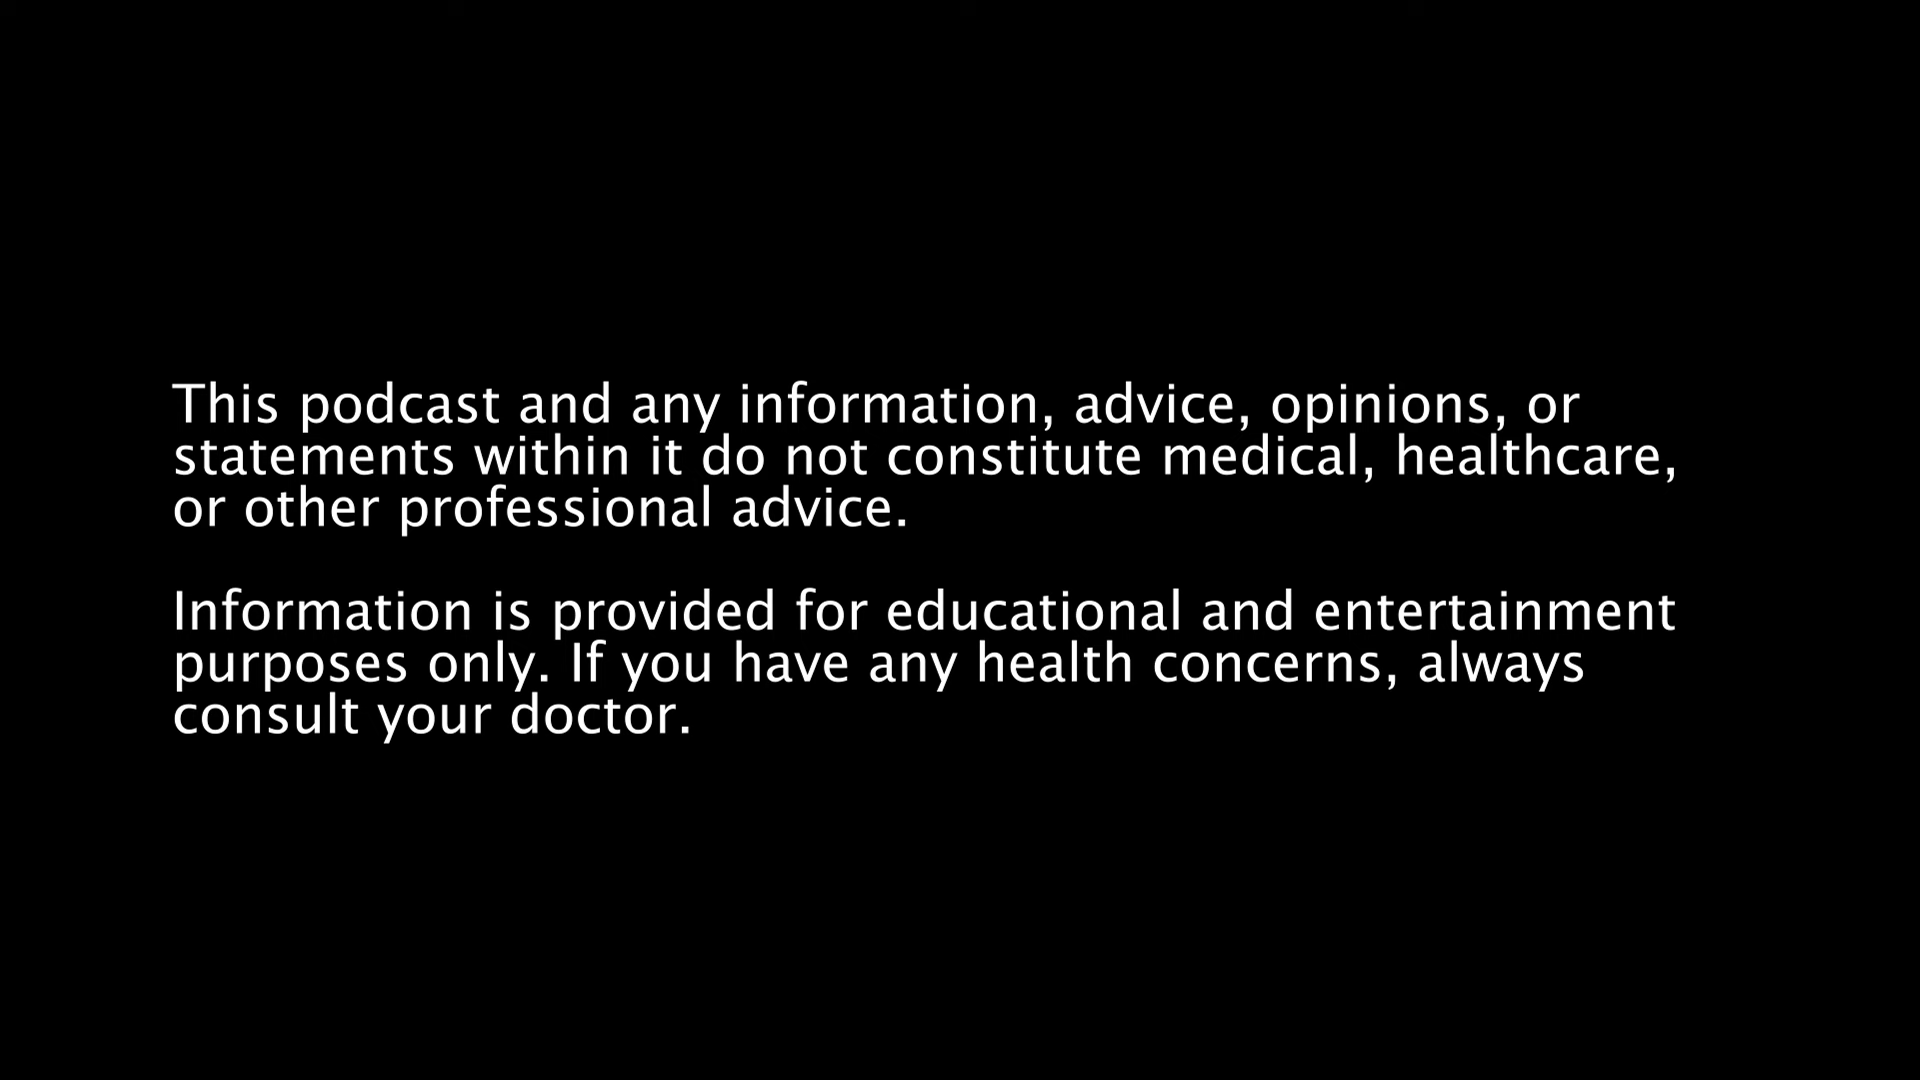 This podcast and any information, advice, opinions, or
statements within it do not constitute medical, healthcare,
or other professional advice.
Information is provided for educational and entertainment
purposes only. If you have any health concerns, always
consult your doctor.